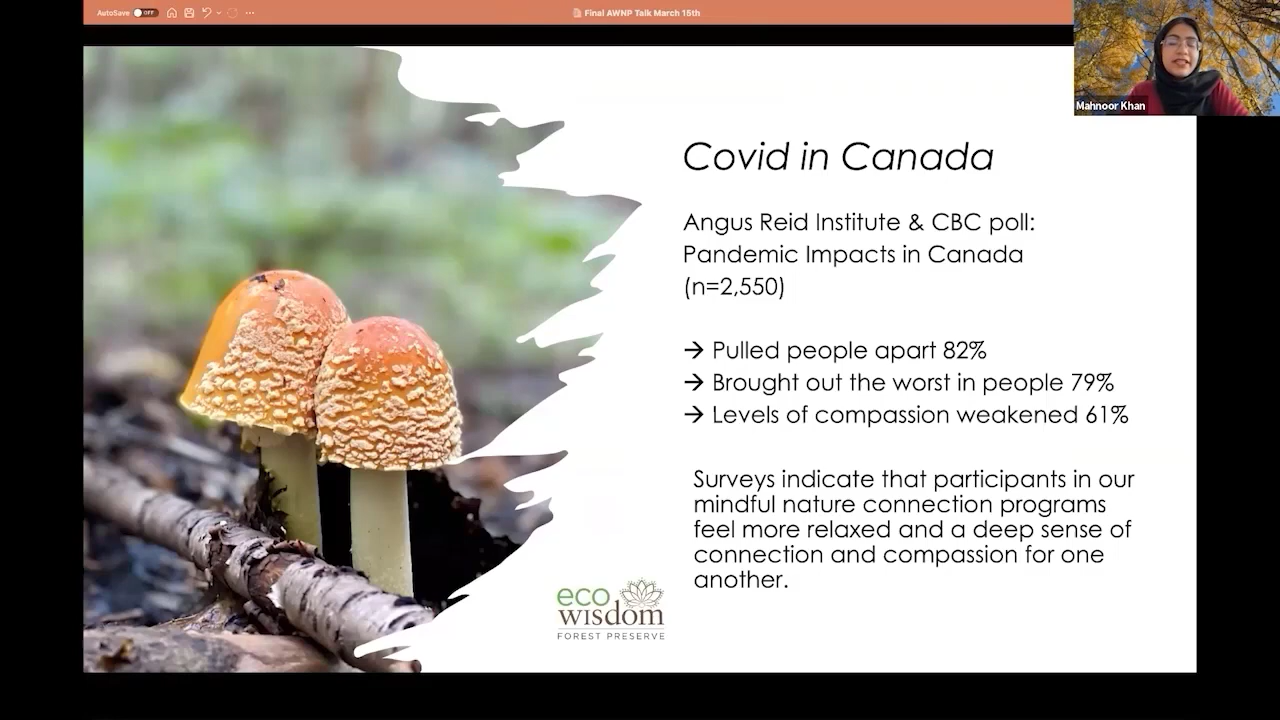 AutoSave OFF
Final AWNP Talk March 15th
Mahnoor Khan
Covid in Canada
Angus Reid Institute & CBC poll:
Pandemic Impacts in Canada
(n=2,550)
→ Pulled people apart 82%
→ Brought out the worst in people 79%
→ Levels of compassion weakened 61%
Surveys indicate that participants in our
mindful nature connection programs
feel more relaxed and a deep sense of
connection and compassion for one
another.
eco
wisdom
FOREST PRESERVE